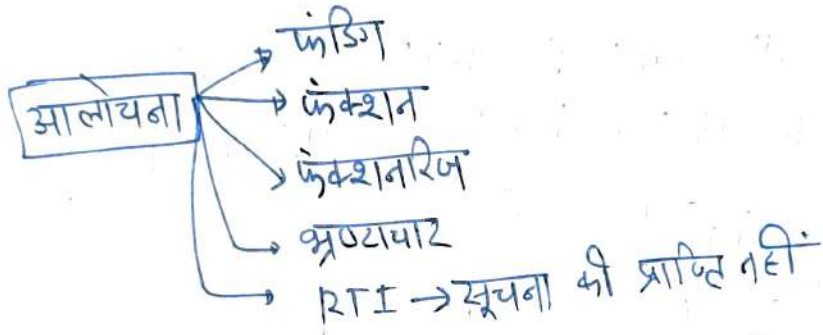 फंडिंग
आलोचना
फंक्शन
फंक्शनरिज
भ्रष्टाचार
RTI → सूचना की प्राप्ति नहीं